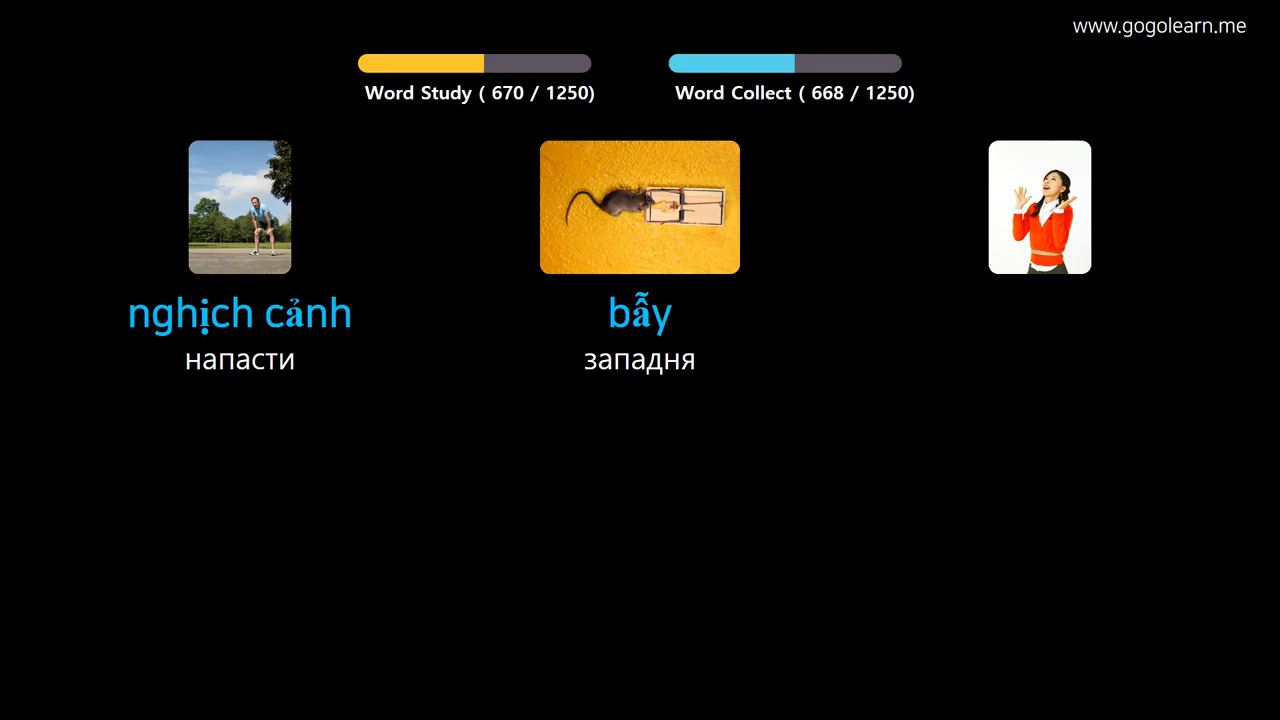 www.gogolearn.me
Word Study ( 670 / 1250)
Word Collect ( 668 / 1250)
nghịch cảnh
bẫy
напасти
западня